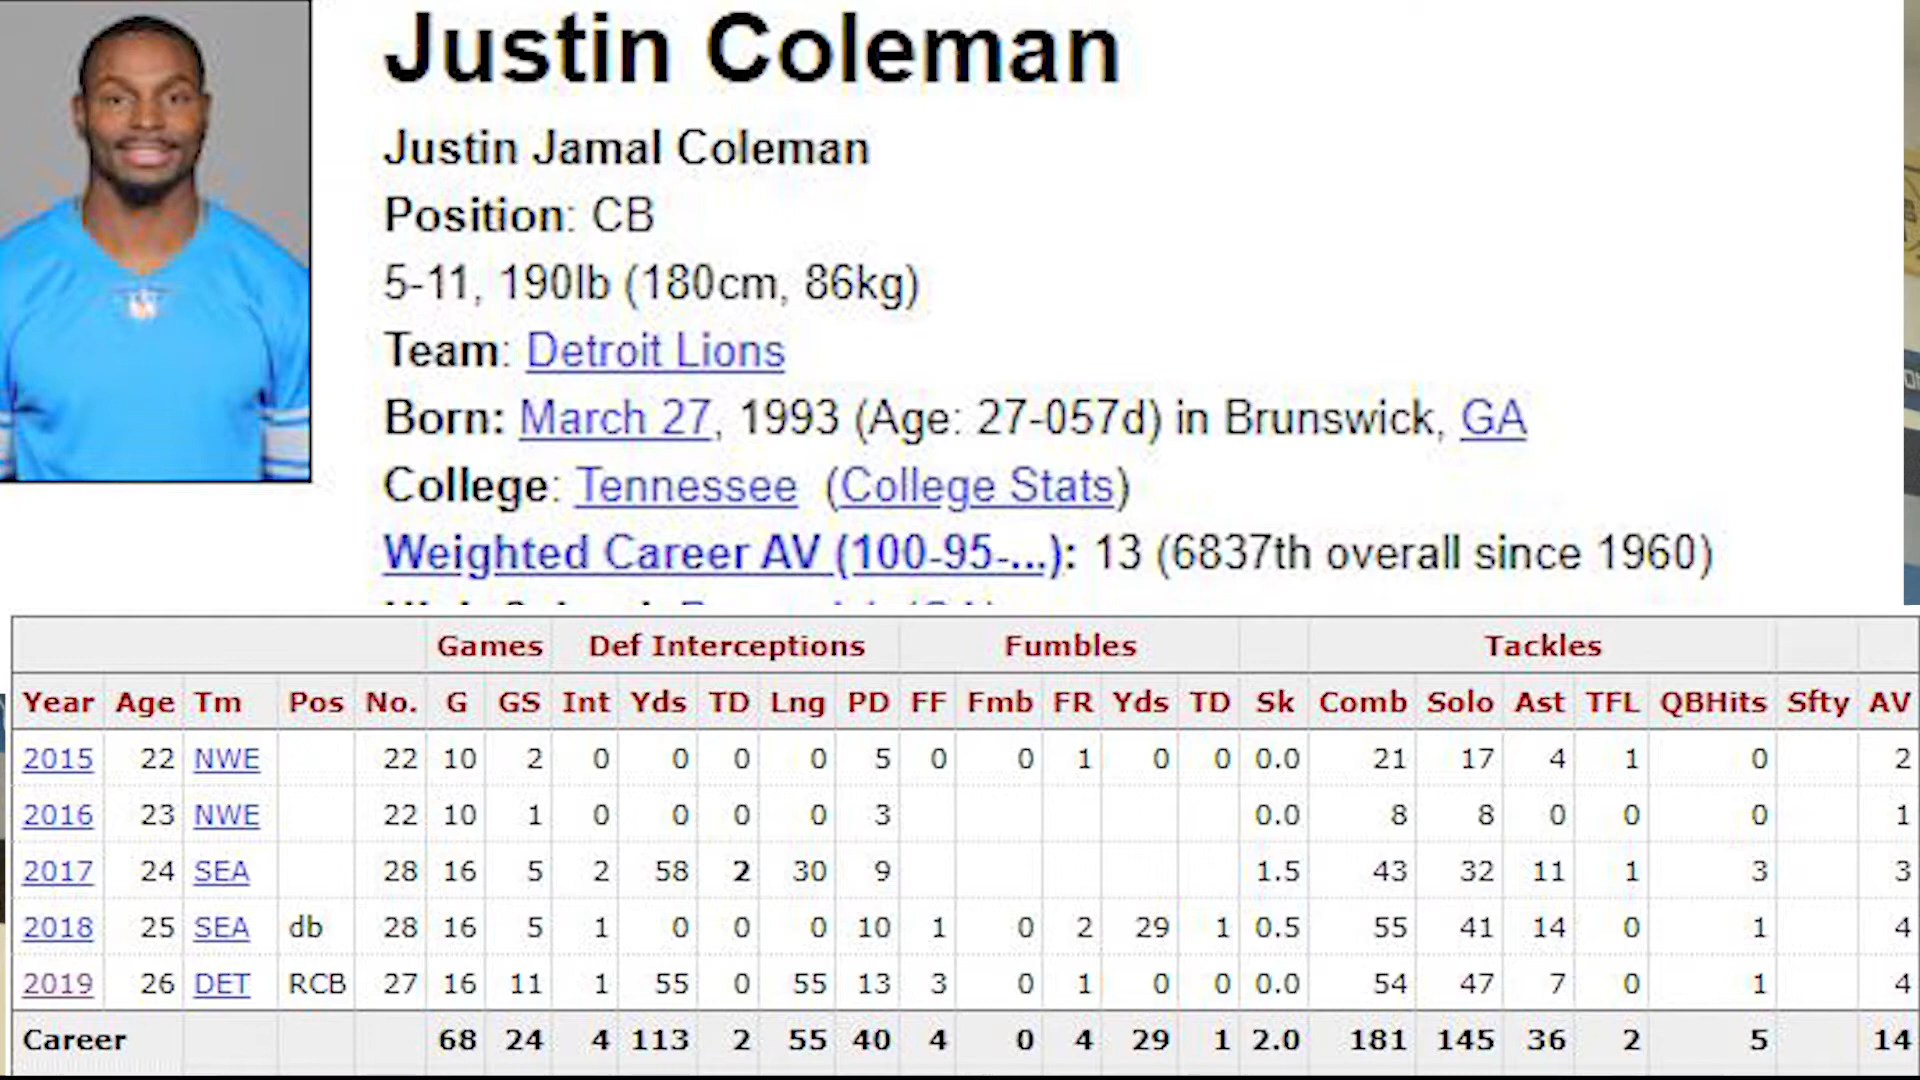 Justin Coleman
Justin Jamal Coleman
Position: CB
5-11, 190lb (180cm, 86kg)
Team: Detroit Lions
Born: March 27, 1993 (Age: 27-057d) in Brunswick, GA
College: Tennessee (College Stats)
Weighted Career AV (100-95-...): 13 (6837th overall since 1960)
Games Def Interceptions Fumbles Tackles
Year Age Tm Pos No. G GS Int Yds TD Lng PD FF Fmb FR Yds TD Sk Comb Solo Ast TFL QBHits Sfty AV
2015 22 NWE 22 10 2 0 0 0 0 5 0 0 1 0 0 0.0 21 17 4 1 0 2
2016 23 NWE 22 10 1 0 0 0 0 3 0.0 8 8 0 0 0 1
2017 24 SEA 28 16 5 2 58 2 30 9 1.5 43 32 11 1 3 3
2018 25 SEA db 28 16 5 1 0 0 0 10 1 0 2 29 1 0.5 55 41 14 0 1 4
2019 26 DET RCB 27 16 11 1 55 0 55 13 3 0 1 0 0 0.0 54 47 7 0 1 4
Career 68 24 4 113 2 55 40 4 0 4 29 1 2.0 181 145 36 2 5 14